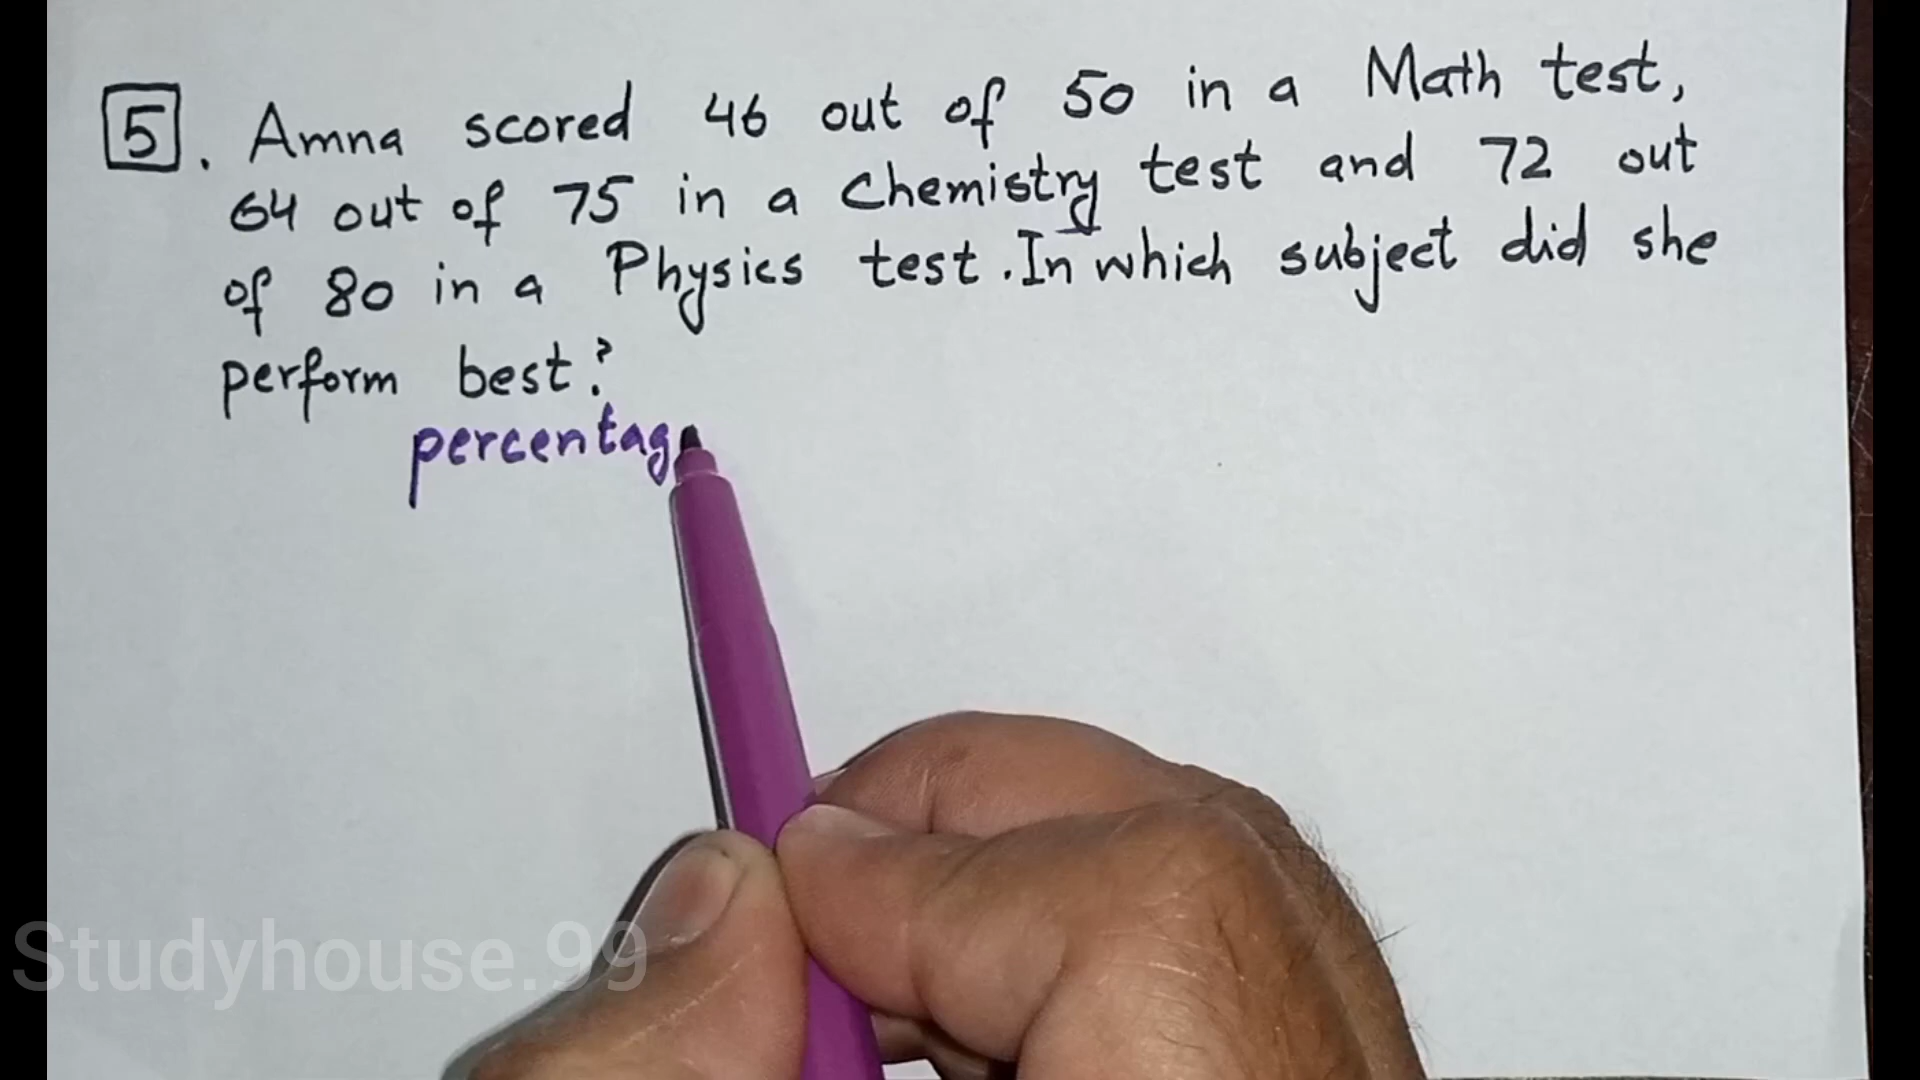 5. Amna scored 46 out of 50 in a Math test,
64 out of 75 in a Chemistry test and 72 out
of 80 in a Physics test. In which subject did she
perform best?
percentag
Studyhouse.99